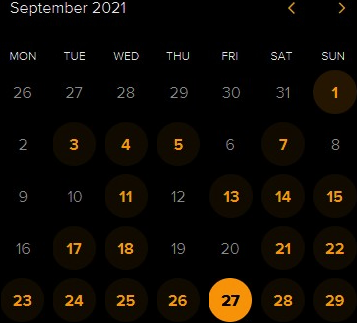 September 2021
MON TUE WED THU FRI SAT SUN
26 27 28 29 30 31 1
2 3 4 5 6 7 8
9 10 11 12 13 14 15
16 17 18 19 20 21 22
23 24 25 26 27 28 29